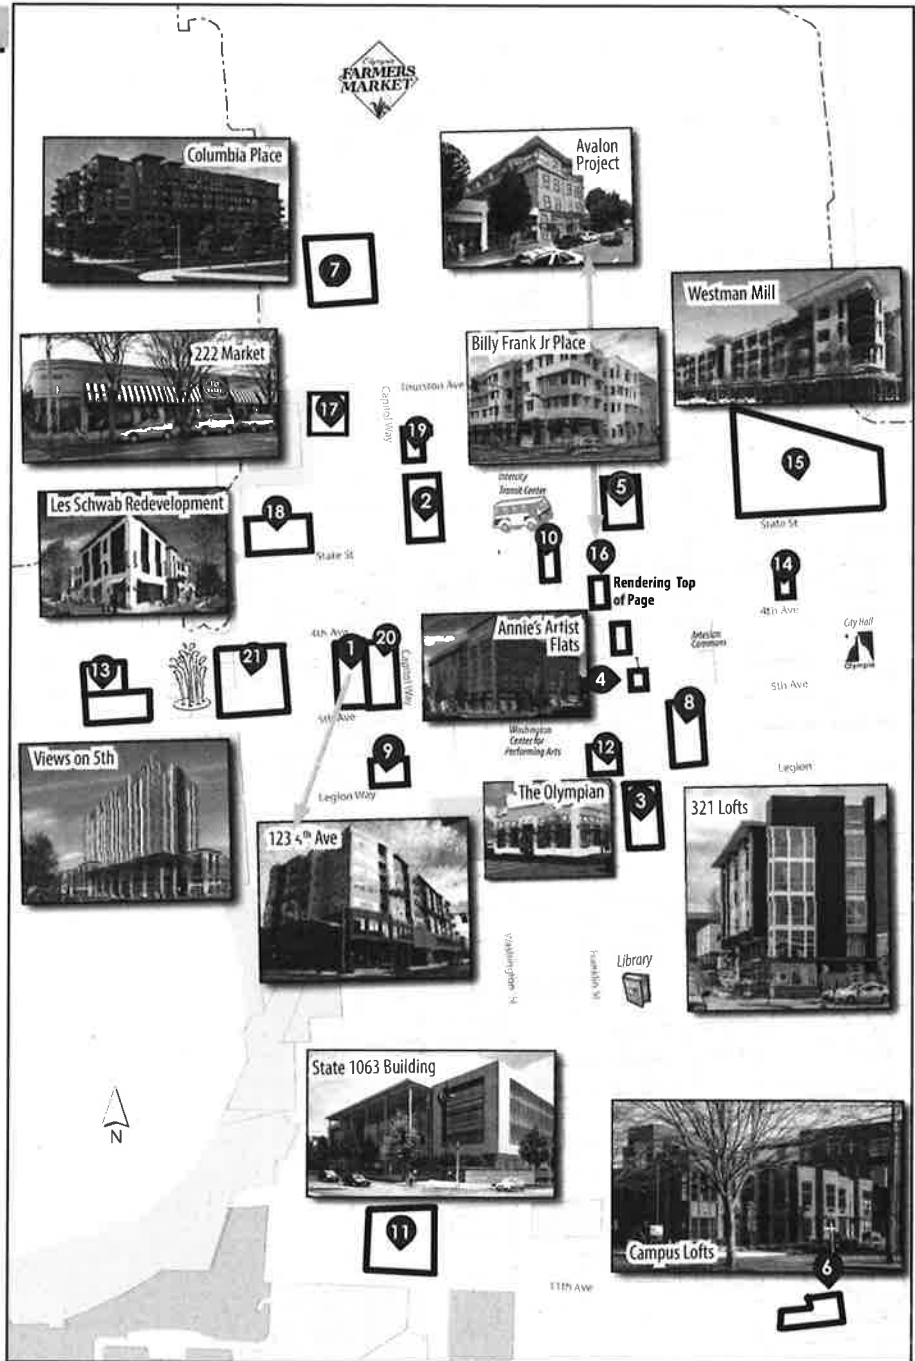 Olympia
FARMERS
MARKET
Columbia Place
Avalon
Project
7
Westman Mill
222 Market
Billy Frank Jr Place
Thurston Ave
Capitol Way
17
19
15
Les Schwab Redevelopment
18
2
Intercity
Transit Center
5
State St
State St
10
16
14
Rendering Top
of Page
4th Ave
4th Ave
1
20
Annie's Artist
Flats
Artesian
Commons
City Hall
Olympia
13
21
Capitol Way
4
5th Ave
5th Ave
8
Washington
Center for
Performing Arts
12
Views on 5th
9
Legion
Legion Way
The Olympian
3
321 Lofts
123 4th Ave
Washington St
Franklin St
Library
State 1063 Building
N
11
Campus Lofts
6
11th Ave